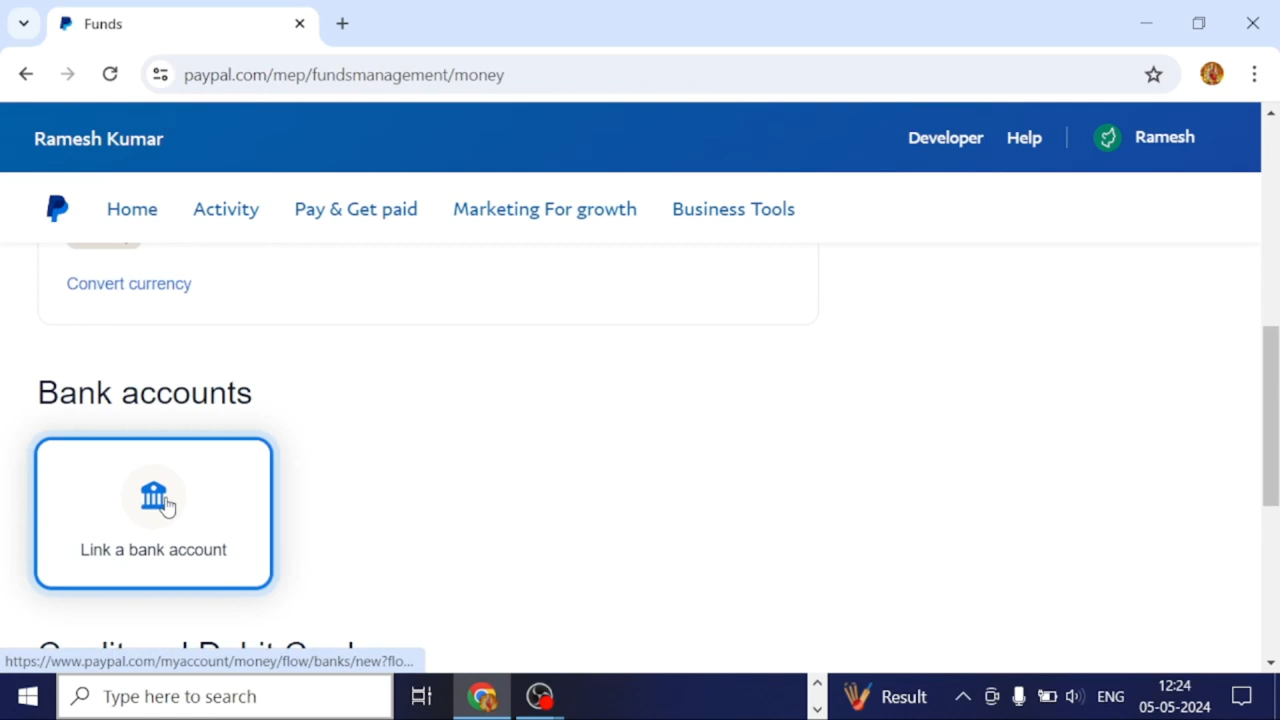 Funds
paypal.com/mep/fundsmanagement/money
Ramesh Kumar
Developer
Help
Ramesh
Home
Activity
Pay & Get paid
Marketing For growth
Business Tools
Convert currency
Bank accounts
Link a bank account
https://www.paypal.com/myaccount/money/flow/banks/new?flo...
Type here to search
Result
ENG
12:24
05-05-2024